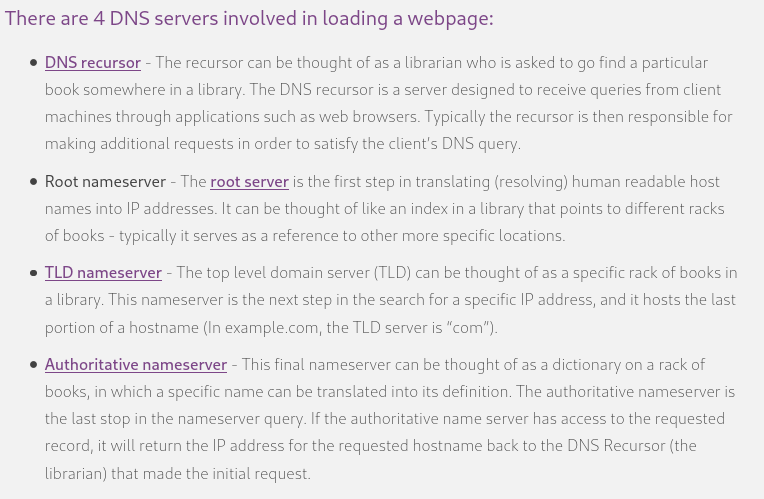 There are 4 DNS servers involved in loading a webpage:
• DNS recursor - The recursor can be thought of as a librarian who is asked to go find a particular
book somewhere in a library. The DNS recursor is a server designed to receive queries from client
machines through applications such as web browsers. Typically the recursor is then responsible for
making additional requests in order to satisfy the client’s DNS query.
• Root nameserver - The root server is the first step in translating (resolving) human readable host
names into IP addresses. It can be thought of like an index in a library that points to different racks
of books - typically it serves as a reference to other more specific locations.
• TLD nameserver - The top level domain server (TLD) can be thought of as a specific rack of books in
a library. This nameserver is the next step in the search for a specific IP address, and it hosts the last
portion of a hostname (In example.com, the TLD server is “com”).
• Authoritative nameserver - This final nameserver can be thought of as a dictionary on a rack of
books, in which a specific name can be translated into its definition. The authoritative nameserver is
the last stop in the nameserver query. If the authoritative name server has access to the requested
record, it will return the IP address for the requested hostname back to the DNS Recursor (the
librarian) that made the initial request.